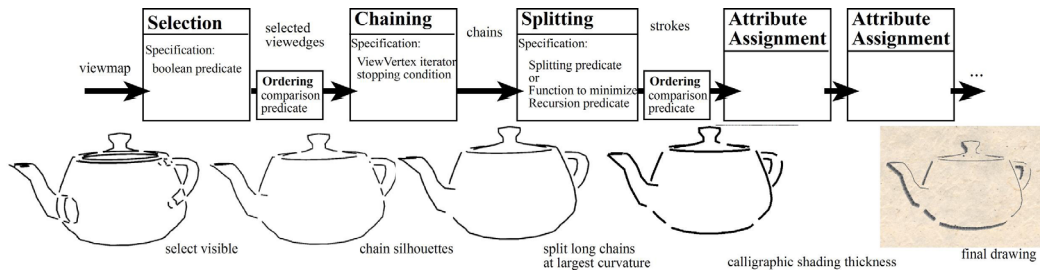 Selection
Specification:
boolean predicate
viewmap
selected
viewedges
Ordering
comparison
predicate
Chaining
Specification:
ViewVertex iterator
stopping condition
chains
Splitting
Specification:
Splitting predicate
or
Function to minimize
Recursion predicate
strokes
Ordering
comparison
predicate
Attribute
Assignment
Attribute
Assignment
...
select visible
chain silhouettes
split long chains
at largest curvature
calligraphic shading thickness
final drawing